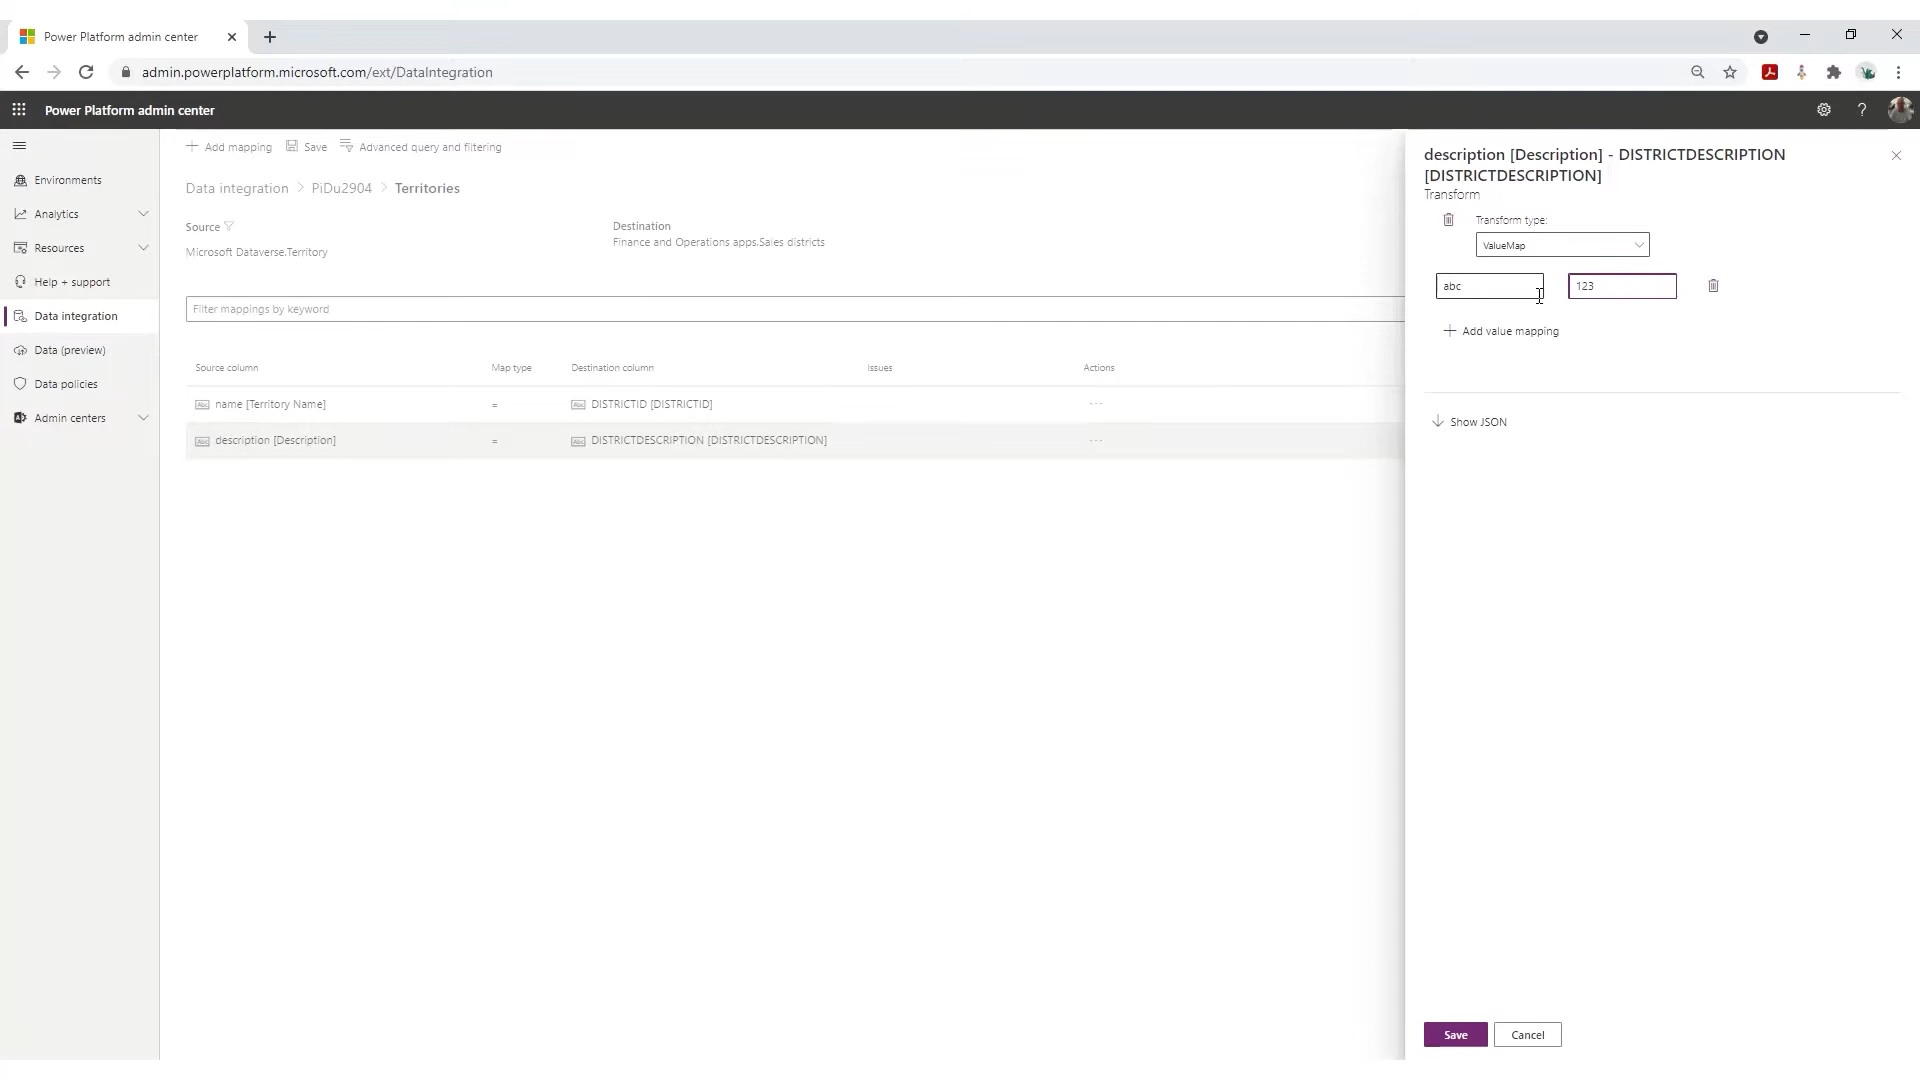 Power Platform admin center
admin.powerplatform.microsoft.com/ext/DataIntegration
Power Platform admin center
Environments
Analytics
Resources
Help + support
Data integration
Data (preview)
Data policies
Admin centers
Add mapping Save Advanced query and filtering
Data integration > PiDu2904 > Territories
Source
Microsoft Dataverse.Territory
Destination
Finance and Operations apps.Sales districts
Filter mappings by keyword
Source column Map type Destination column Issues Actions
Abc name [Territory Name] = Abc DISTRICTID [DISTRICTID] ...
Abc description [Description] = Abc DISTRICTDESCRIPTION [DISTRICTDESCRIPTION] ...
description [Description] - DISTRICTDESCRIPTION
[DISTRICTDESCRIPTION]
Transform
Transform type:
ValueMap
abc 123
Add value mapping
Show JSON
Save Cancel